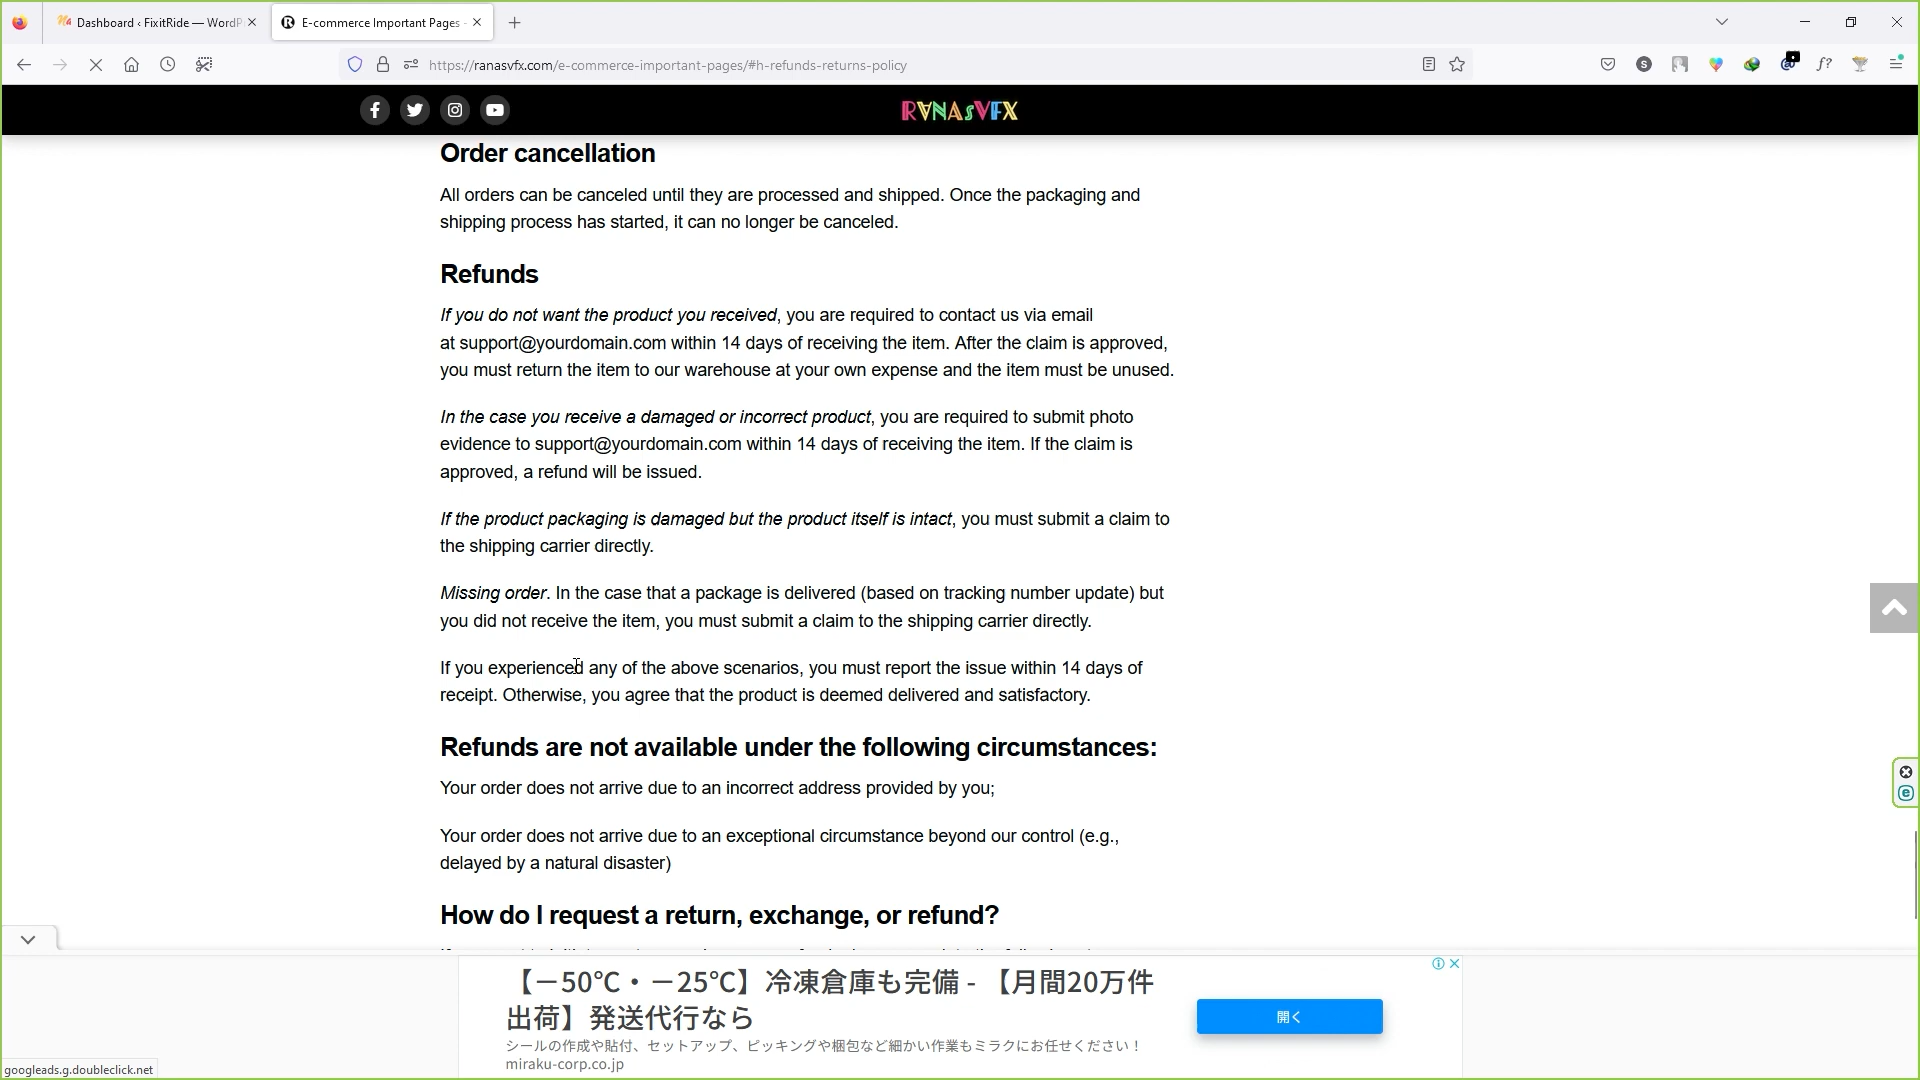 Dashboard ‹ FixitRide — WordP
E-commerce Important Pages -
https://ranasvfx.com/e-commerce-important-pages/#h-refunds-returns-policy
RANAsVFX
Order cancellation
All orders can be canceled until they are processed and shipped. Once the packaging and
shipping process has started, it can no longer be canceled.
Refunds
If you do not want the product you received, you are required to contact us via email
at support@yourdomain.com within 14 days of receiving the item. After the claim is approved,
you must return the item to our warehouse at your own expense and the item must be unused.
In the case you receive a damaged or incorrect product, you are required to submit photo
evidence to support@yourdomain.com within 14 days of receiving the item. If the claim is
approved, a refund will be issued.
If the product packaging is damaged but the product itself is intact, you must submit a claim to
the shipping carrier directly.
Missing order. In the case that a package is delivered (based on tracking number update) but
you did not receive the item, you must submit a claim to the shipping carrier directly.
If you experienced any of the above scenarios, you must report the issue within 14 days of
receipt. Otherwise, you agree that the product is deemed delivered and satisfactory.
Refunds are not available under the following circumstances:
Your order does not arrive due to an incorrect address provided by you;
Your order does not arrive due to an exceptional circumstance beyond our control (e.g.,
delayed by a natural disaster)
How do I request a return, exchange, or refund?
【－50℃・－25℃】冷凍倉庫も完備 - 【月間20万件
出荷】発送代行なら
シールの作成や貼付、セットアップ、ピッキングや梱包など細かい作業もミラクにお任せください！
miraku-corp.co.jp
開く
googleads.g.doubleclick.net